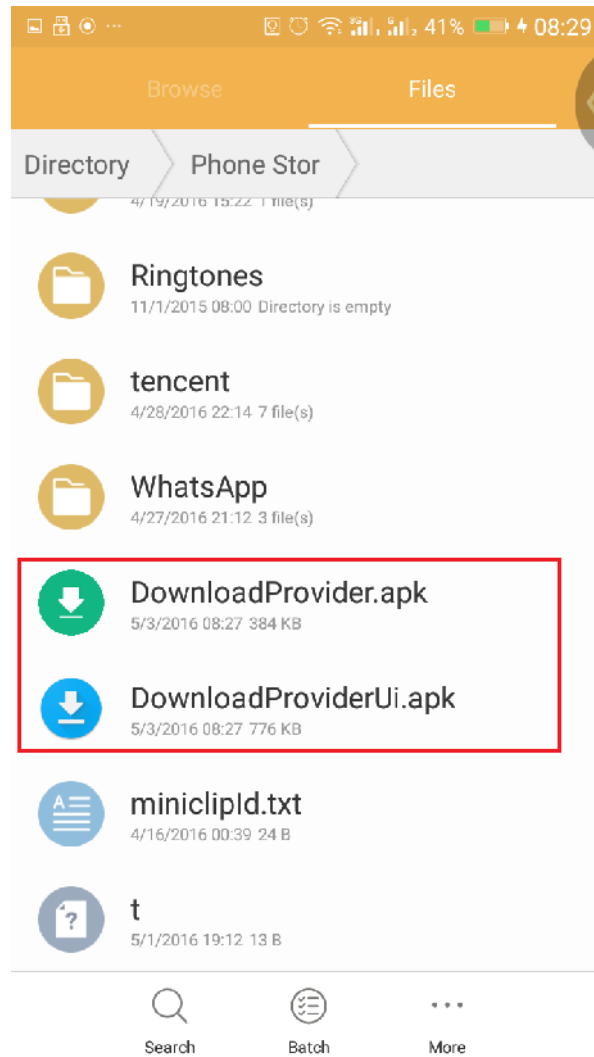 41% 08:29
Browse Files
Directory Phone Stor
4/19/2016 15:22 1 file(s)
Ringtones
11/1/2015 08:00 Directory is empty
tencent
4/28/2016 22:14 7 file(s)
WhatsApp
4/27/2016 21:12 3 file(s)
DownloadProvider.apk
5/3/2016 08:27 384 KB
DownloadProviderUi.apk
5/3/2016 08:27 776 KB
miniclipId.txt
4/16/2016 00:39 24 B
t
5/1/2016 19:12 13 B
Search Batch More